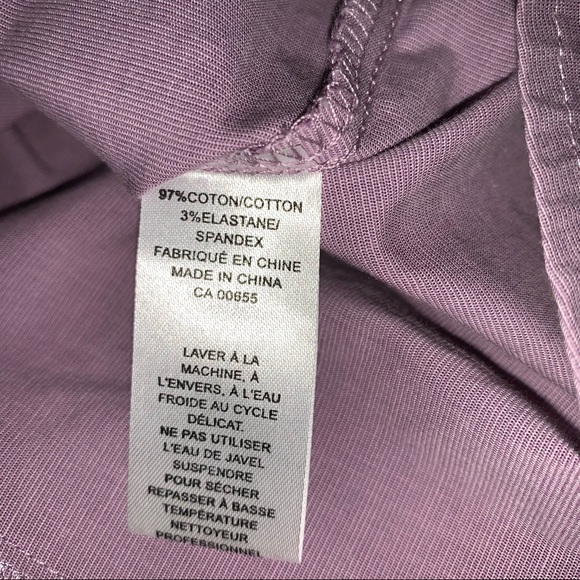 97%COTON/COTTON
3%ELASTANE/
SPANDEX
FABRIQUÉ EN CHINE
MADE IN CHINA
CA 00655
LAVER À LA
MACHINE, À
L'ENVERS, À L'EAU
FROIDE AU CYCLE
DÉLICAT.
NE PAS UTILISER
L'EAU DE JAVEL
SUSPENDRE
POUR SÉCHER
REPASSER À BASSE
TEMPÉRATURE
NETTOYEUR
PROFESSIONNEL